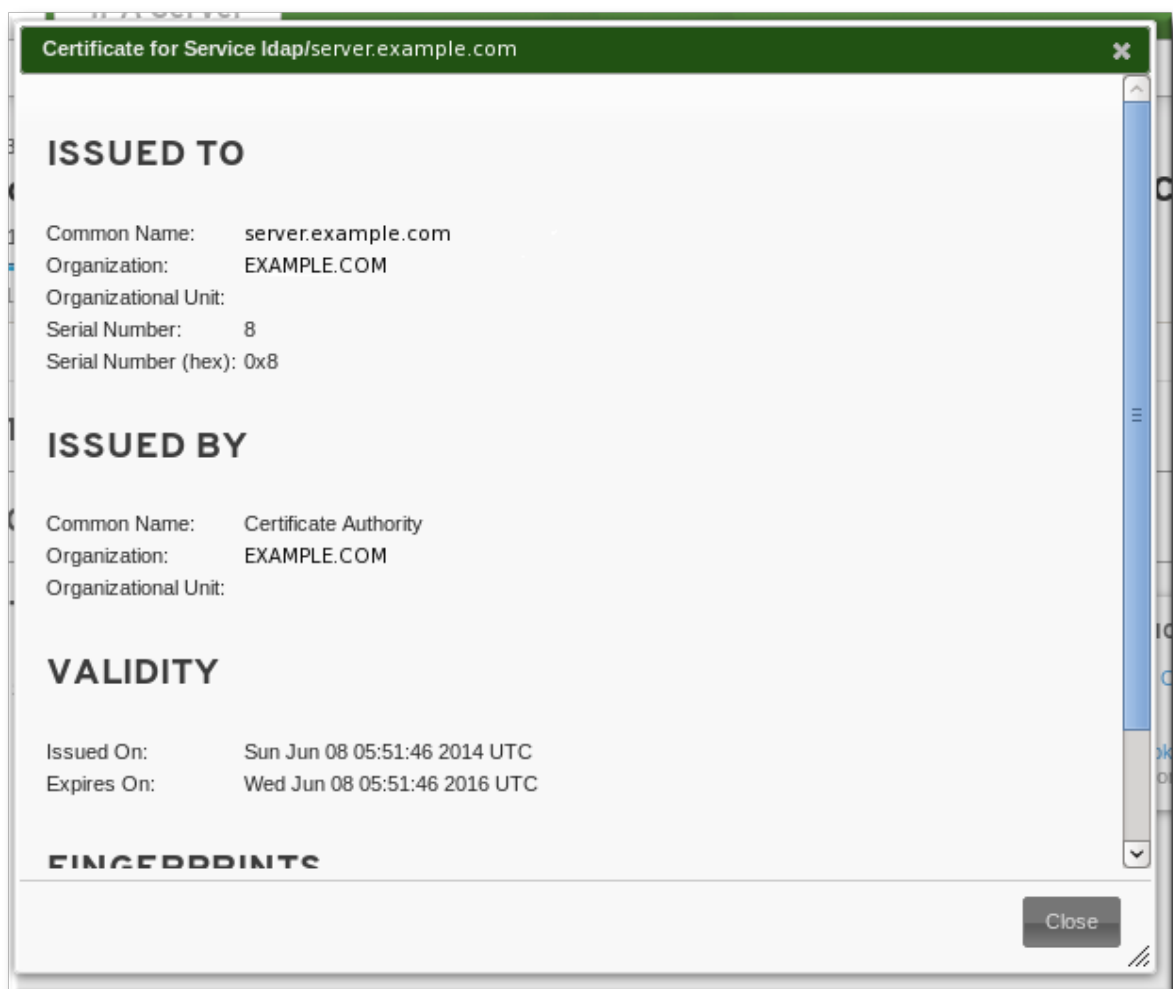 IPA Server
Certificate for Service ldap/server.example.com
ISSUED TO
Common Name: server.example.com
Organization: EXAMPLE.COM
Organizational Unit:
Serial Number: 8
Serial Number (hex): 0x8
ISSUED BY
Common Name: Certificate Authority
Organization: EXAMPLE.COM
Organizational Unit:
VALIDITY
Issued On: Sun Jun 08 05:51:46 2014 UTC
Expires On: Wed Jun 08 05:51:46 2016 UTC
FINGERPRINTS
Close